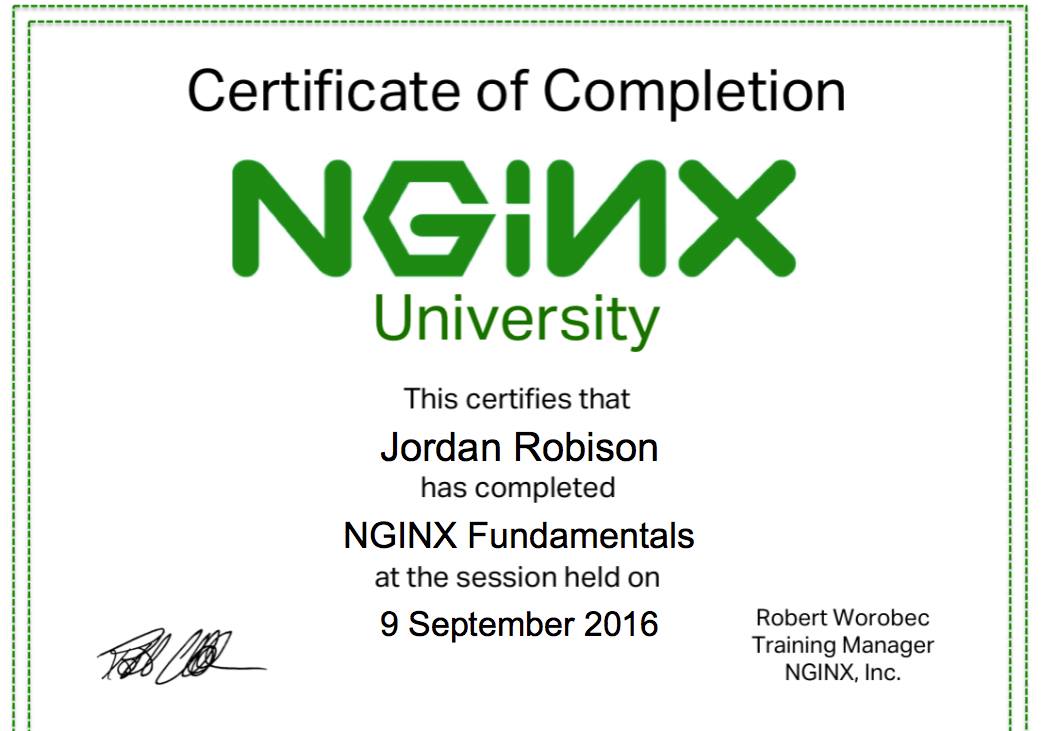 Certificate of Completion
NGINX
University
This certifies that
Jordan Robison
has completed
NGINX Fundamentals
at the session held on
9 September 2016
Robert Worobec
Training Manager
NGINX, Inc.